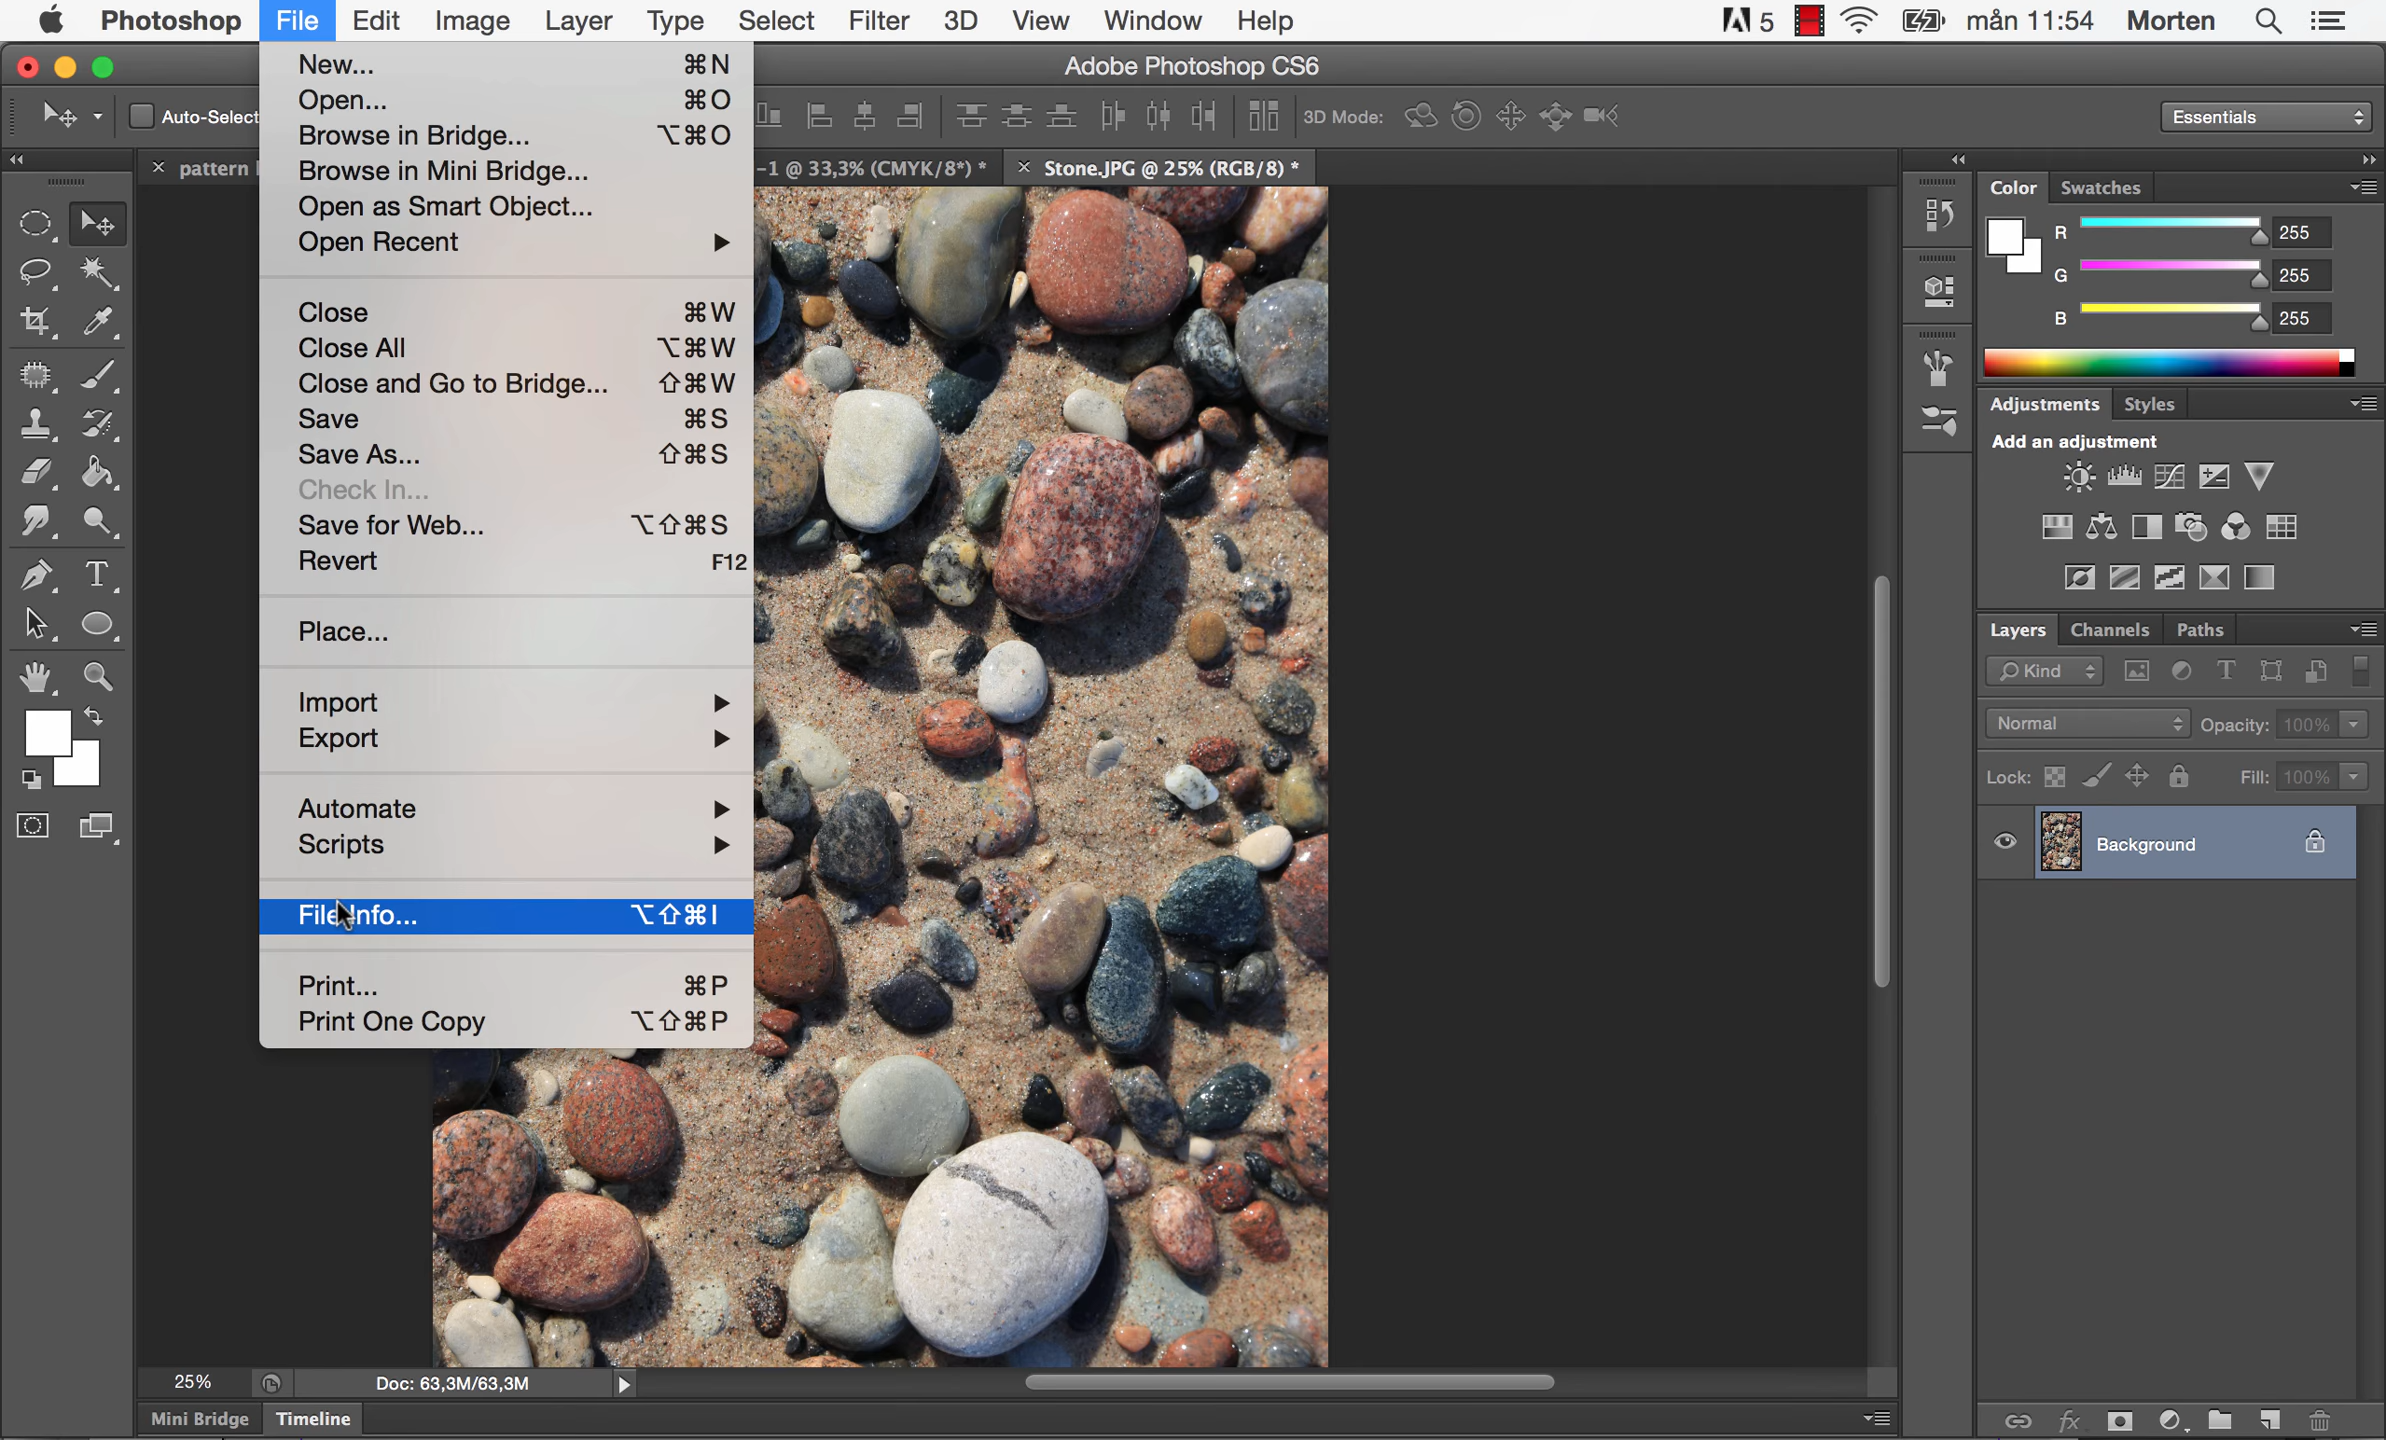 Photoshop File Edit Image Layer Type Select Filter 3D View Window Help 5 mån 11:54 Morten
Adobe Photoshop CS6
Auto-Select
3D Mode:
Essentials
pattern
-1 @ 33,3% (CMYK/8*) *
Stone.JPG @ 25% (RGB/8) *
New... ⌘N
Open... ⌘O
Browse in Bridge... ⌥⌘O
Browse in Mini Bridge...
Open as Smart Object...
Open Recent ▶
Close ⌘W
Close All ⌥⌘W
Close and Go to Bridge... ⇧⌘W
Save ⌘S
Save As... ⇧⌘S
Check In...
Save for Web... ⌥⇧⌘S
Revert F12
Place...
Import ▶
Export ▶
Automate ▶
Scripts ▶
File Info... ⌥⇧⌘I
Print... ⌘P
Print One Copy ⌥⇧⌘P
Color Swatches
R 255
G 255
B 255
Adjustments Styles
Add an adjustment
Layers Channels Paths
Kind
Normal Opacity: 100%
Lock: Fill: 100%
Background
25% Doc: 63,3M/63,3M
Mini Bridge Timeline